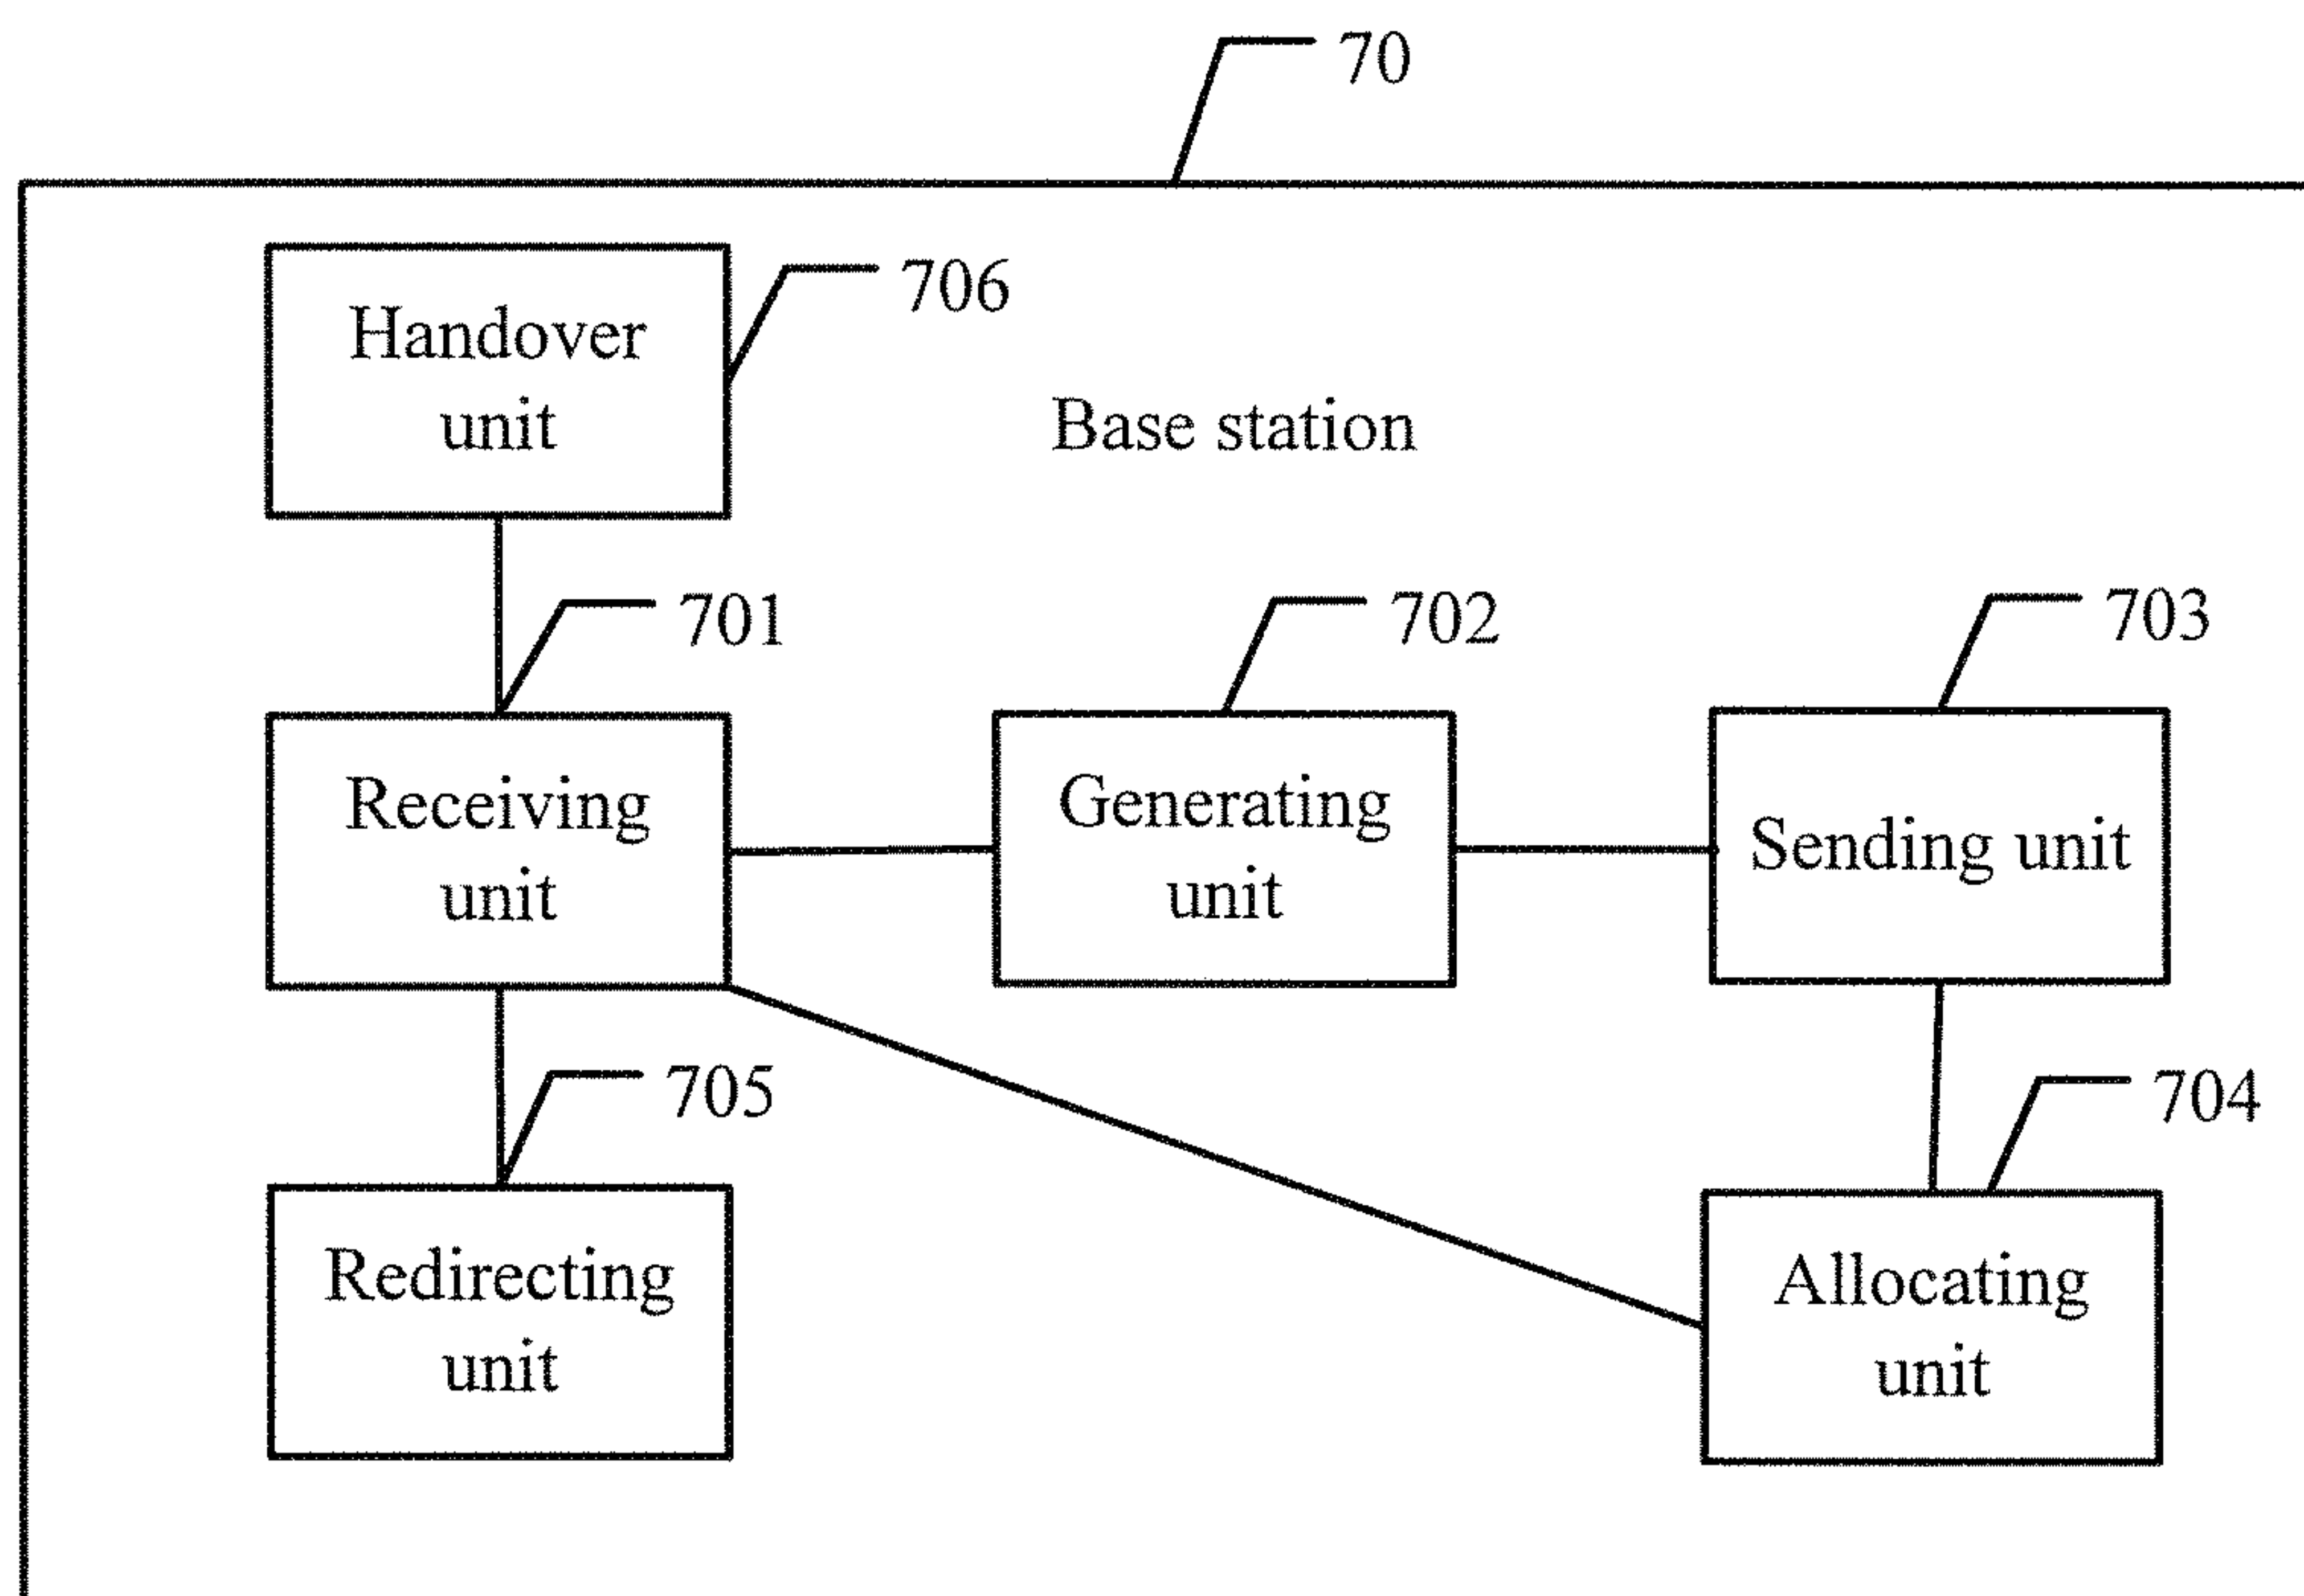 70
Handover
unit
706
Base station
701
702
703
Receiving
unit
Generating
unit
Sending unit
705
704
Redirecting
unit
Allocating
unit